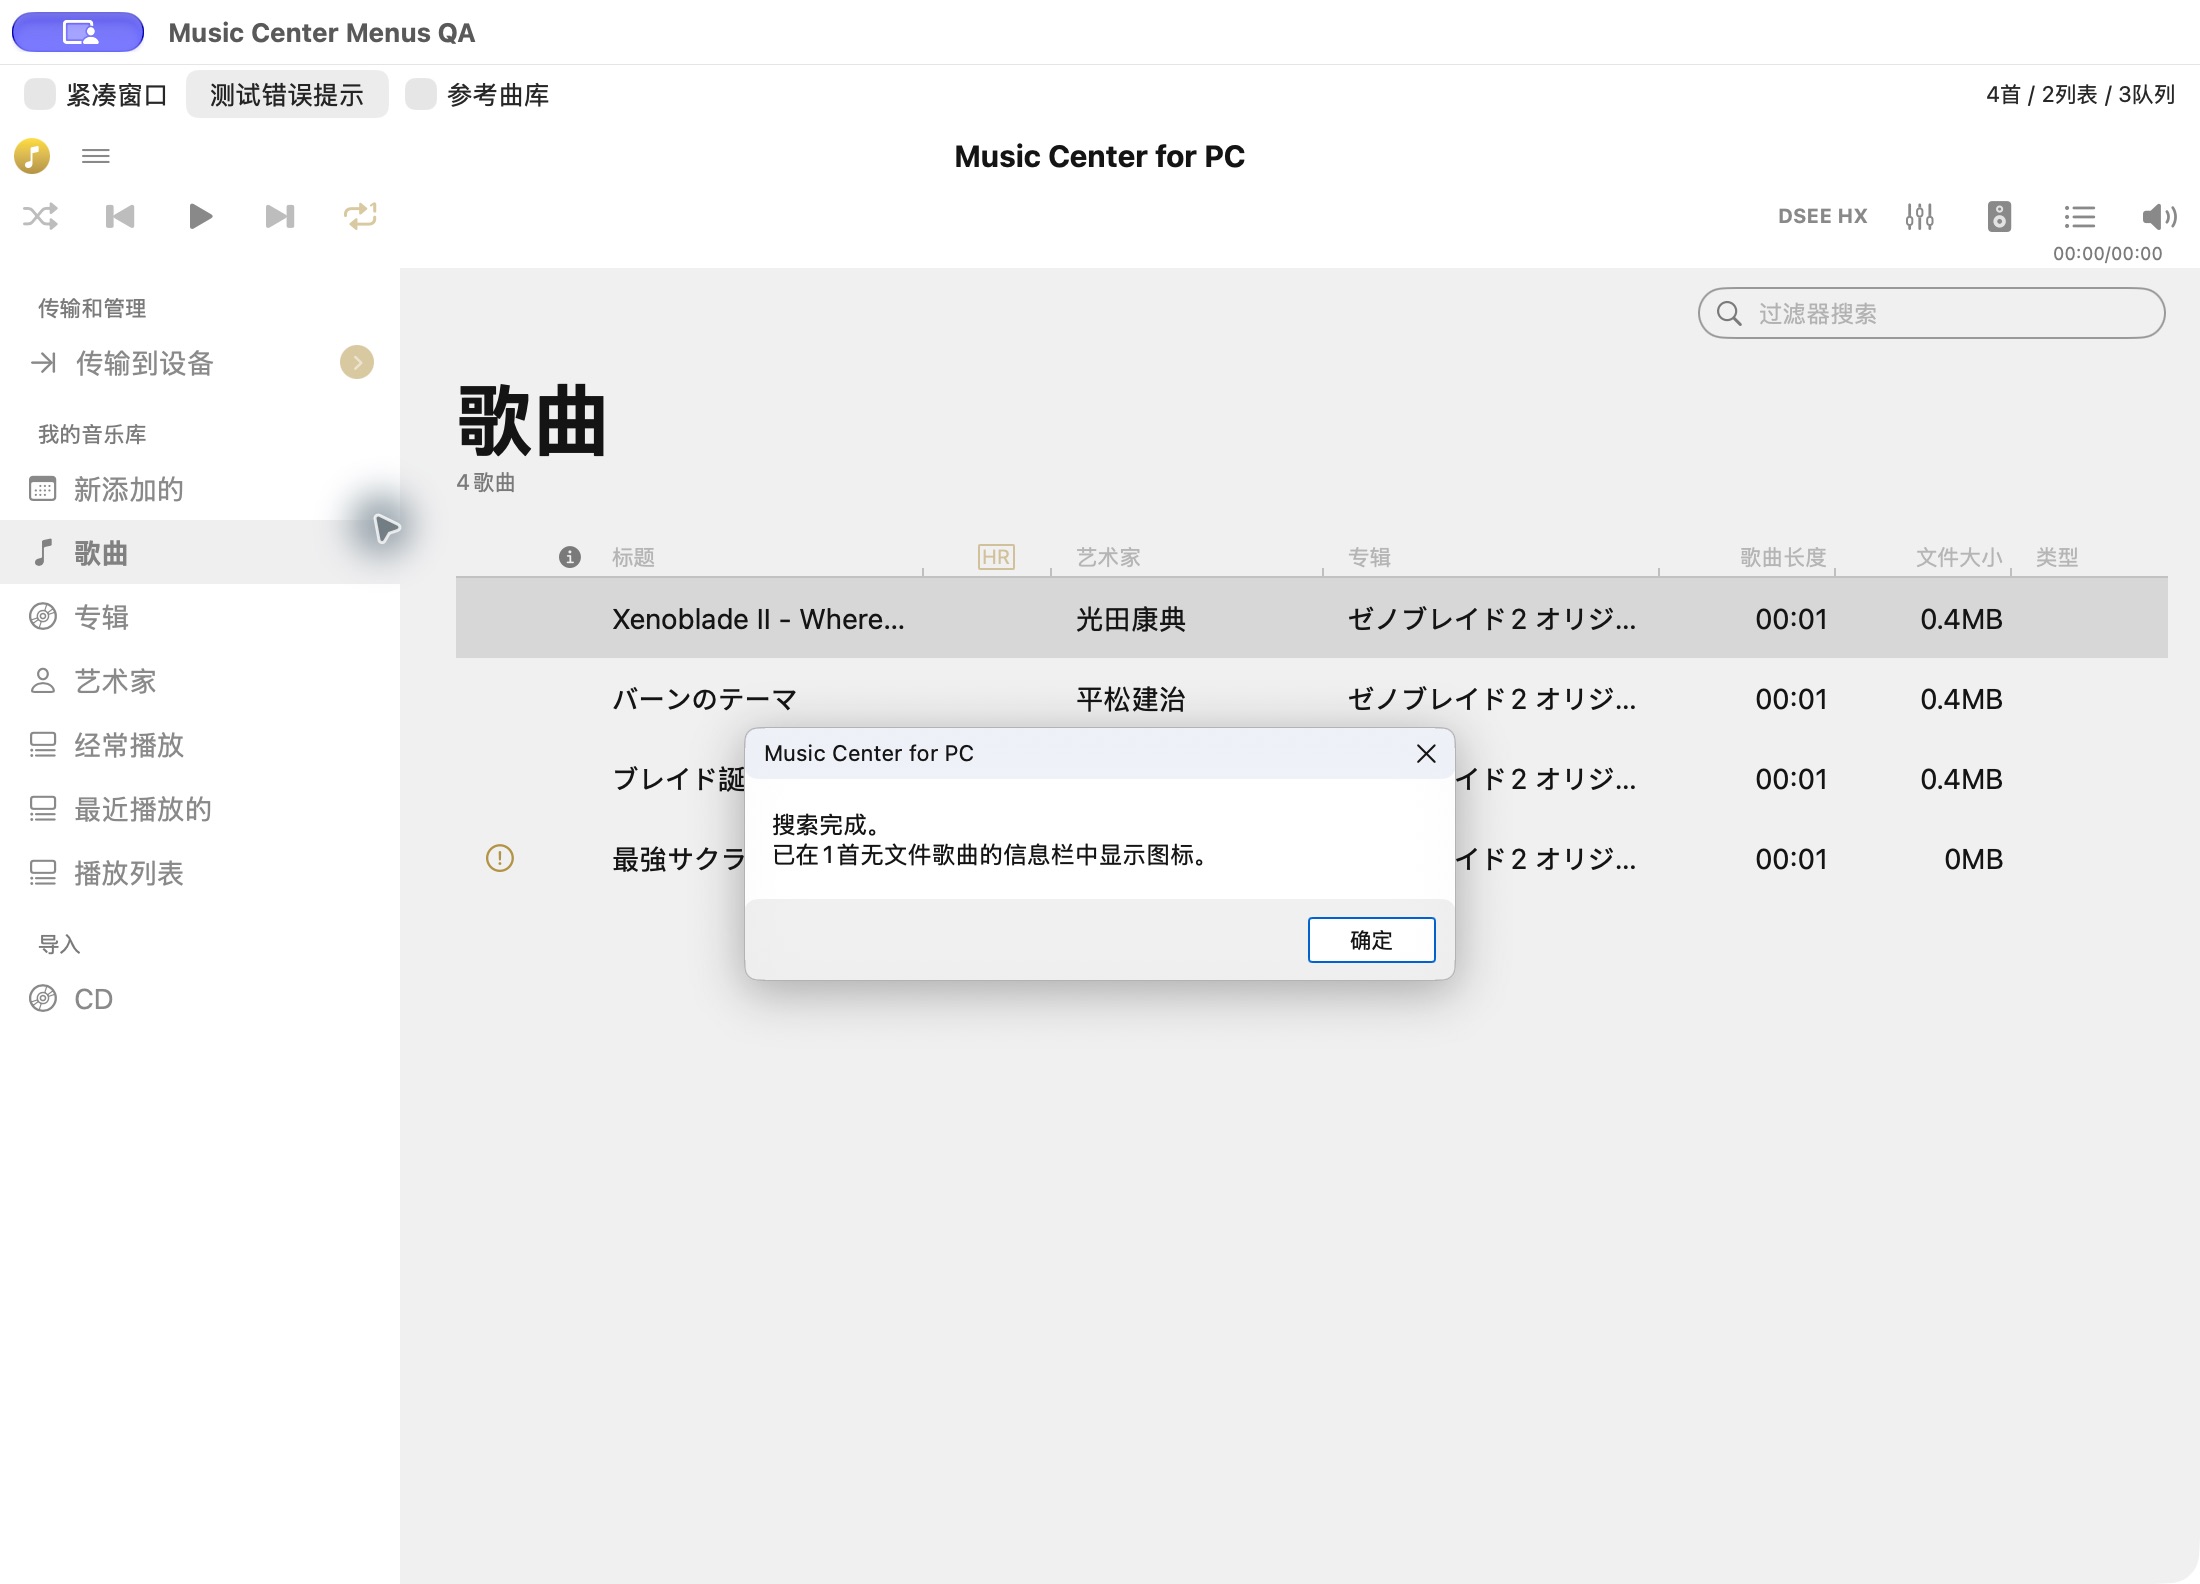 Music Center Menus QA
紧凑窗口
测试错误提示
参考曲库
4首 / 2列表 / 3队列
Music Center for PC
DSEE HX
00:00/00:00
传输和管理
传输到设备
我的音乐库
新添加的
歌曲
专辑
艺术家
经常播放
最近播放的
播放列表
导入
CD
过滤器搜索
歌曲
4歌曲
标题 HR 艺术家 专辑 歌曲长度 文件大小 类型
Xenoblade II - Where... 光田康典 ゼノブレイド2 オリジ... 00:01 0.4MB
バーンのテーマ 平松建治 ゼノブレイド2 オリジ... 00:01 0.4MB
ブレイド誕 イド2 オリジ... 00:01 0.4MB
最強サクラ イド2 オリジ... 00:01 0MB
Music Center for PC
搜索完成。
已在1首无文件歌曲的信息栏中显示图标。
确定